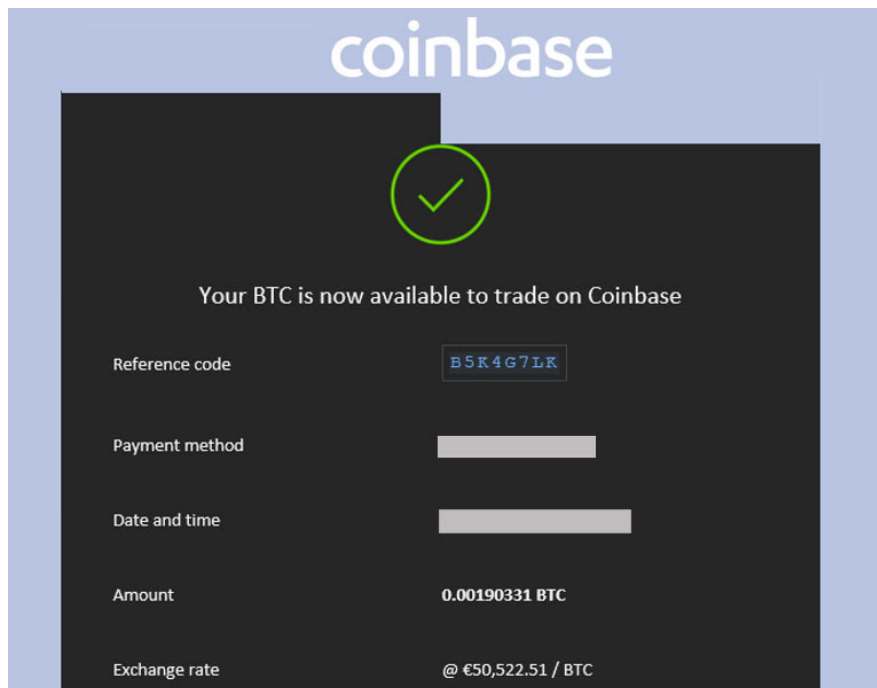 coinbase
Your BTC is now available to trade on Coinbase
Reference code B5K4G7LK
Payment method
Date and time
Amount 0.00190331 BTC
Exchange rate @ €50,522.51 / BTC